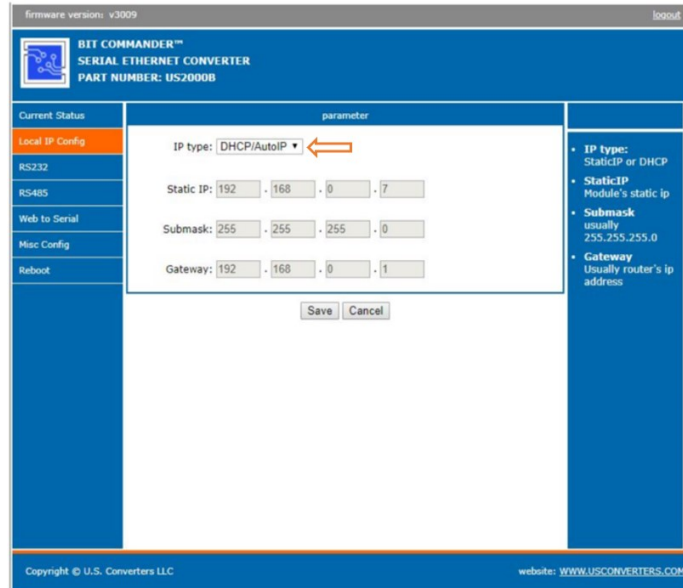 firmware version: v3009
logout
BIT COMMANDER™
SERIAL ETHERNET CONVERTER
PART NUMBER: US2000B
Current Status
Local IP Config
RS232
RS485
Web to Serial
Misc Config
Reboot
parameter
IP type: DHCP/AutoIP
Static IP: 192 . 168 . 0 . 7
Submask: 255 . 255 . 255 . 0
Gateway: 192 . 168 . 0 . 1
Save Cancel
• IP type:
StaticIP or DHCP
• StaticIP
Module's static ip
• Submask
usually
255.255.255.0
• Gateway
Usually router's ip
address
Copyright © U.S. Converters LLC
website: WWW.USCONVERTERS.COM